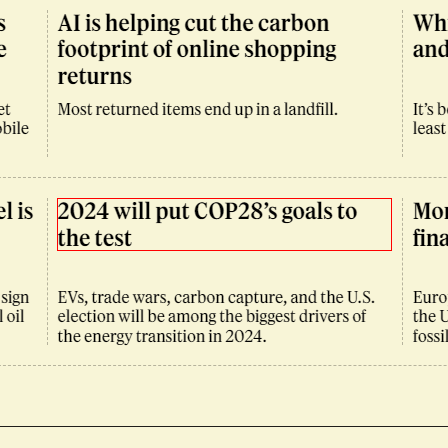 s
e
et
bile
AI is helping cut the carbon
footprint of online shopping
returns
Most returned items end up in a landfill.
Wh
and
It's b
least
el is
sign
l oil
2024 will put COP28's goals to
the test
EVs, trade wars, carbon capture, and the U.S.
election will be among the biggest drivers of
the energy transition in 2024.
Mor
fina
Euro
the U
fossil